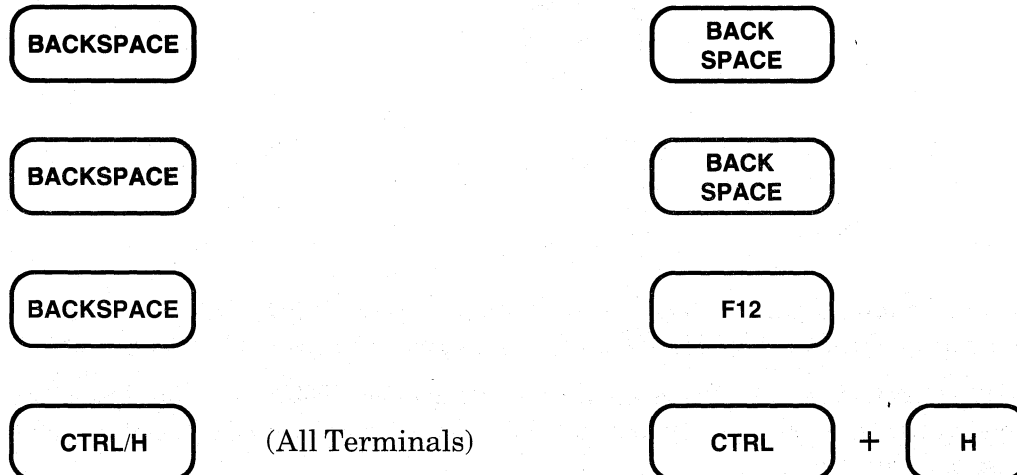 BACKSPACE BACK SPACE
BACKSPACE BACK SPACE
BACKSPACE F12
CTRL/H (All Terminals) CTRL + H